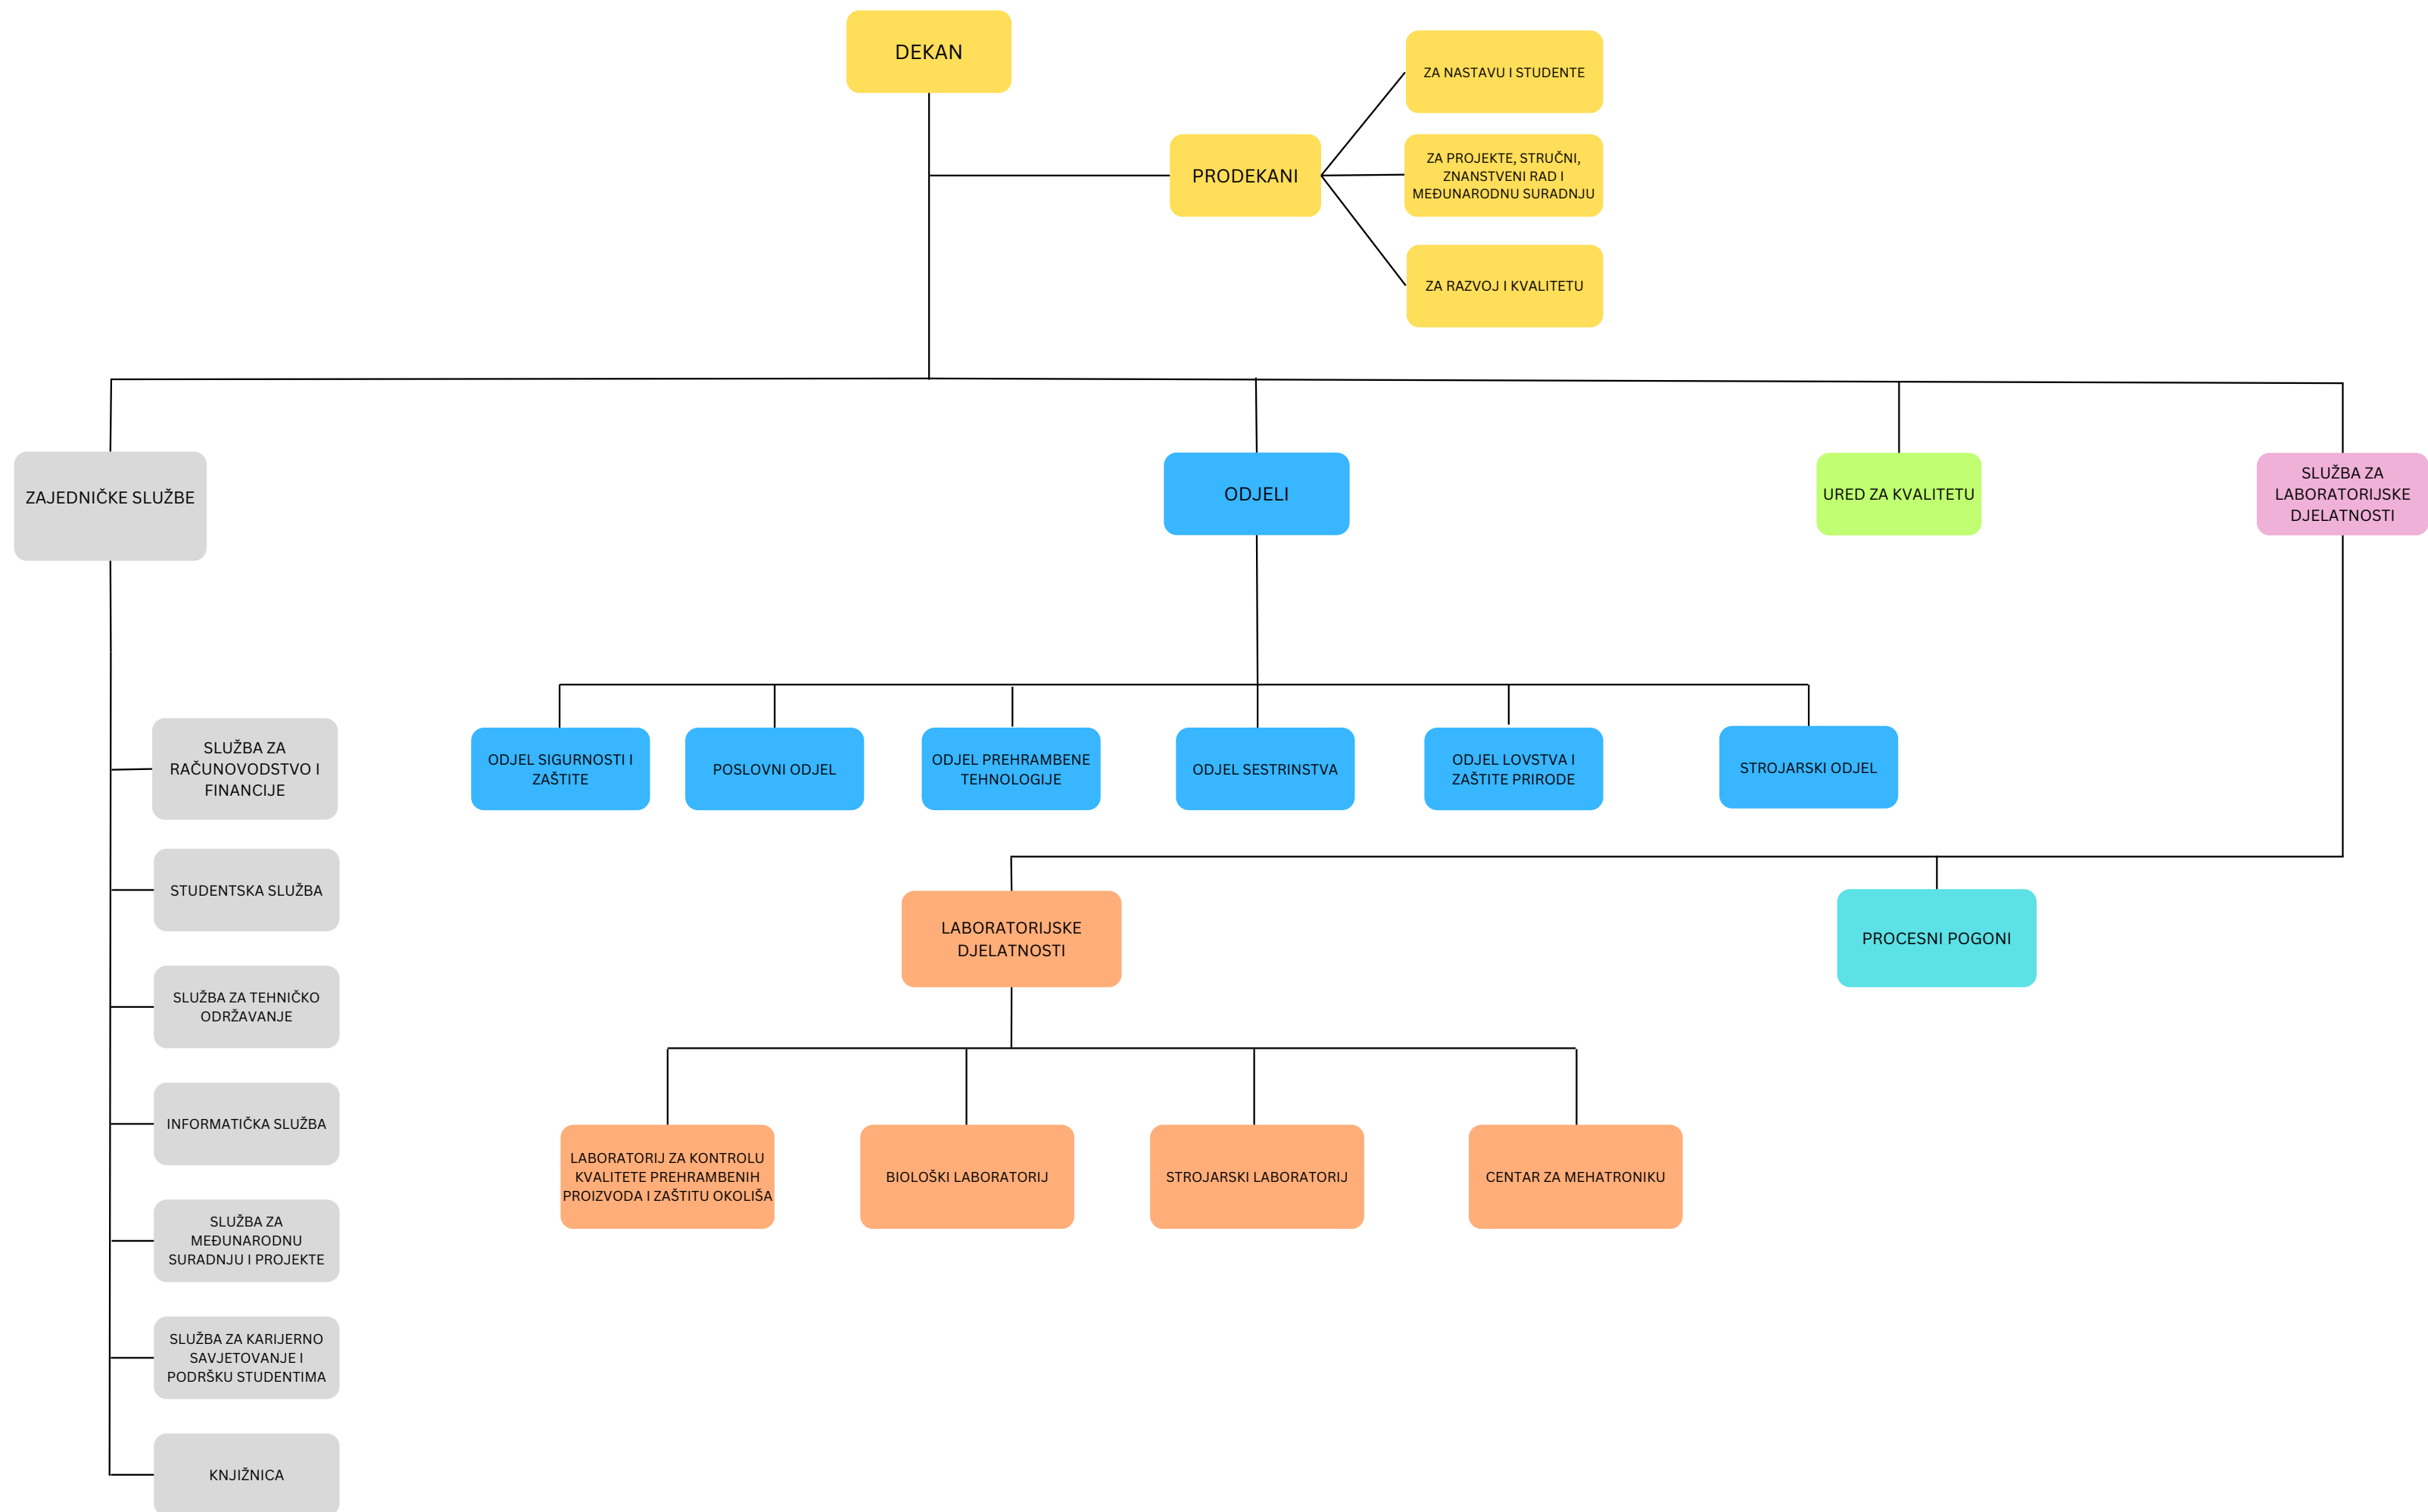 DEKAN
ZA NASTAVU I STUDENTE
PRODEKANI
ZA PROJEKTE, STRUČNI,
ZNANSTVENI RAD I
MEĐUNARODNU SURADNJU
ZA RAZVOJ I KVALITETU
ZAJEDNIČKE SLUŽBE
ODJELI
URED ZA KVALITETU
SLUŽBA ZA
LABORATORIJSKE
DJELATNOSTI
SLUŽBA ZA
RAČUNOVODSTVO I
FINANCIJE
ODJEL SIGURNOSTI I
ZAŠTITE
POSLOVNI ODJEL
ODJEL PREHRAMBENE
TEHNOLOGIJE
ODJEL SESTRINSTVA
ODJEL LOVSTVA I
ZAŠTITE PRIRODE
STROJARSKI ODJEL
STUDENTSKA SLUŽBA
LABORATORIJSKE
DJELATNOSTI
PROCESNI POGONI
SLUŽBA ZA TEHNIČKO
ODRŽAVANJE
INFORMATIČKA SLUŽBA
LABORATORIJ ZA KONTROLU
KVALITETE PREHRAMBENIH
PROIZVODA I ZAŠTITU OKOLIŠA
BIOLOŠKI LABORATORIJ
STROJARSKI LABORATORIJ
CENTAR ZA MEHATRONIKU
SLUŽBA ZA
MEĐUNARODNU
SURADNJU I PROJEKTE
SLUŽBA ZA KARIJERNO
SAVJETOVANJE I
PODRŠKU STUDENTIMA
KNJIŽNICA